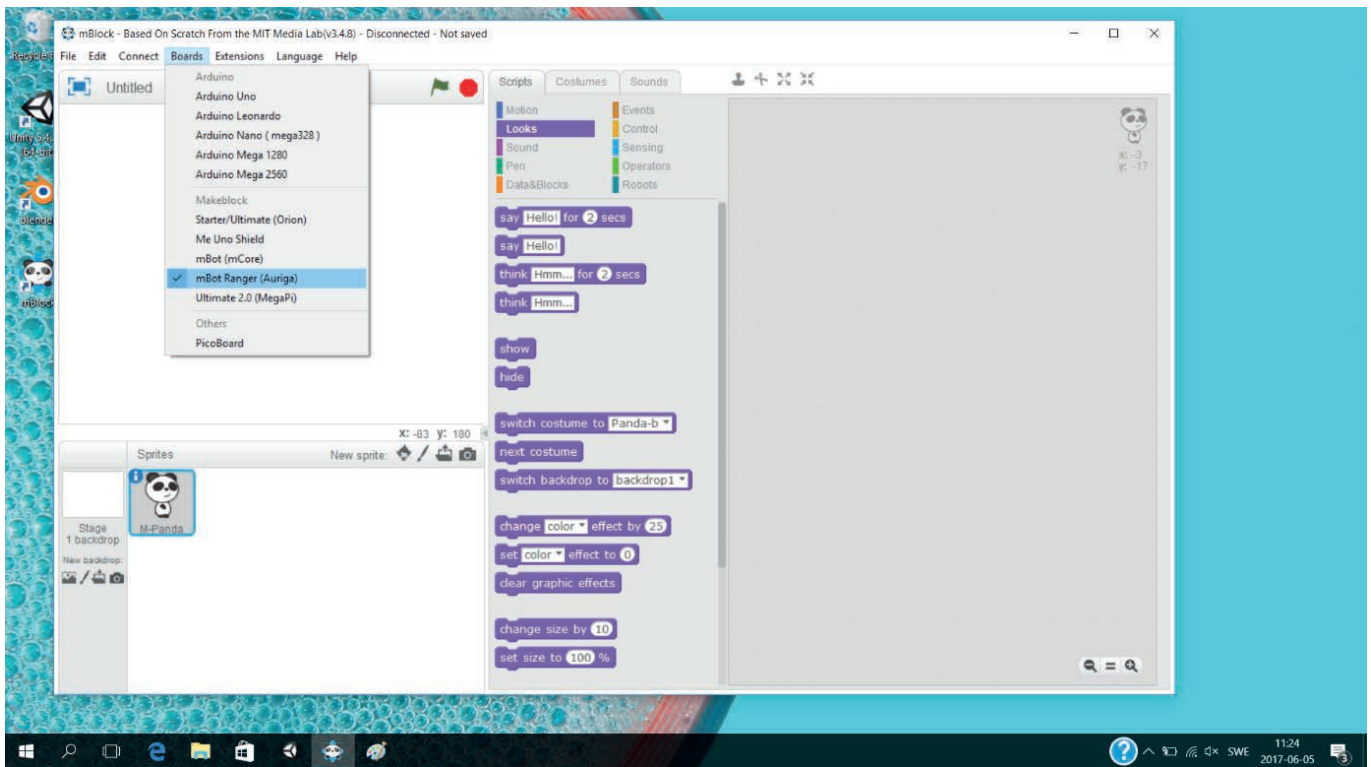 mBlock - Based On Scratch From the MIT Media Lab(v3.4.8) - Disconnected - Not saved
File Edit Connect Boards Extensions Language Help
Recycle
Unity 5.4.
blender
mBlock
Untitled
Arduino
Arduino Uno
Arduino Leonardo
Arduino Nano ( mega328 )
Arduino Mega 1280
Arduino Mega 2560
Makeblock
Starter/Ultimate (Orion)
Me Uno Shield
mBot (mCore)
mBot Ranger (Auriga)
Ultimate 2.0 (MegaPi)
Others
PicoBoard
X: -83 y: 180
Sprites New sprite:
Stage
1 backdrop
New backdrop:
M-Panda
Scripts Costumes Sounds
Motion Events
Looks Control
Sound Sensing
Pen Operators
Data&Blocks Robots
say Hello! for 2 secs
say Hello!
think Hmm... for 2 secs
think Hmm...
show
hide
switch costume to Panda-b
next costume
switch backdrop to backdrop1
change color effect by 25
set color effect to 0
clear graphic effects
change size by 10
set size to 100 %
x: -3
y: -17
SWE
11:24
2017-06-05
3